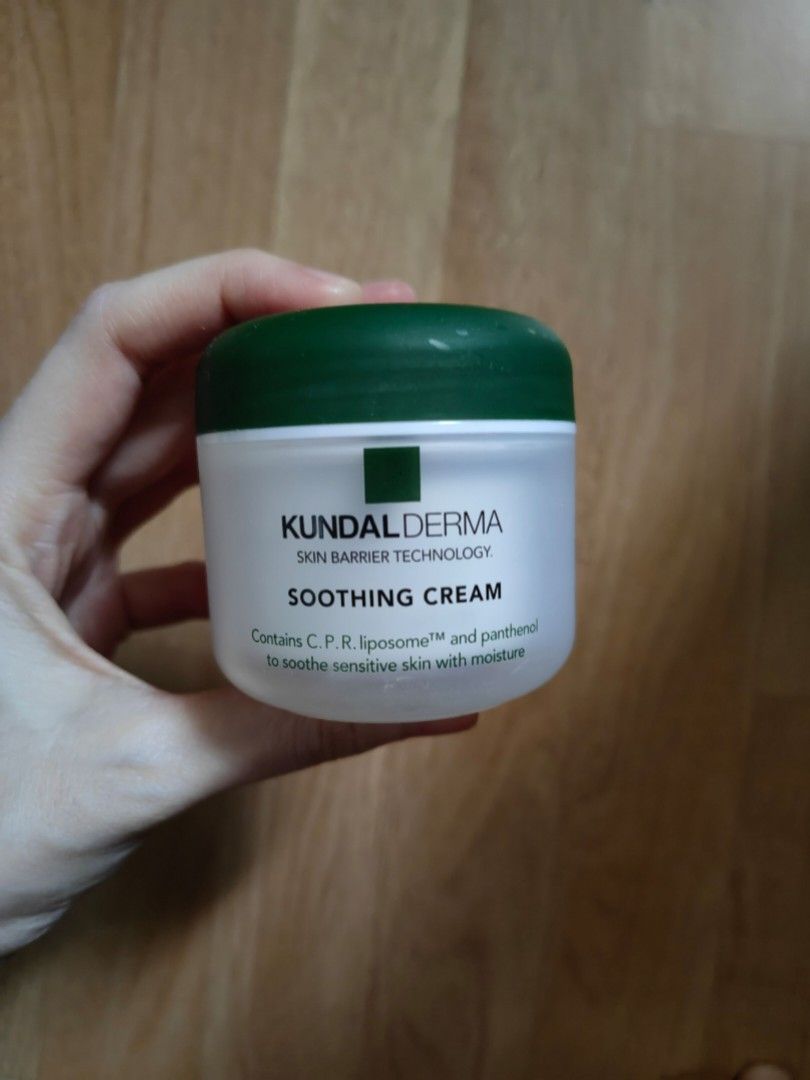 KUNDALDERMA
SKIN BARRIER TECHNOLOGY.
SOOTHING CREAM
Contains C.P.R. liposome™ and panthenol
to soothe sensitive skin with moisture